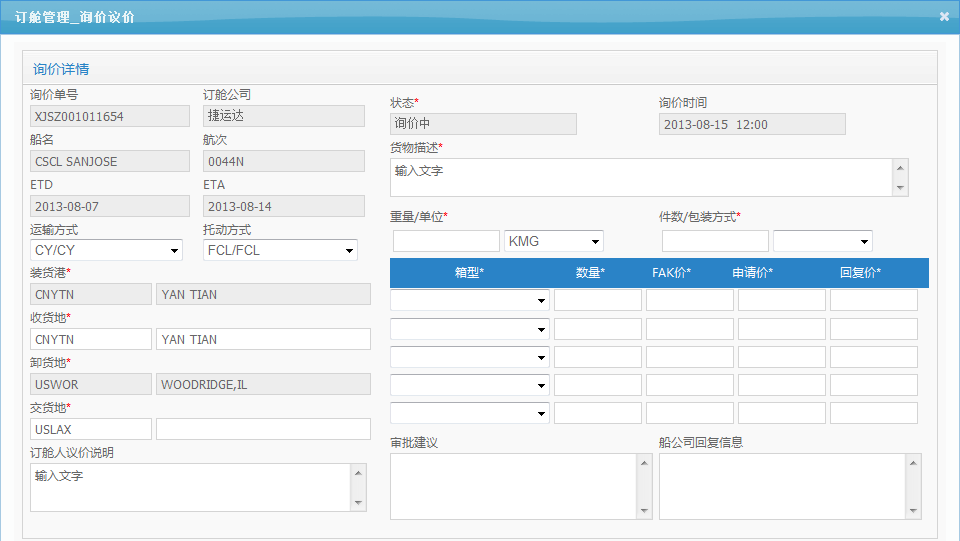 订舱管理_询价议价
询价详情
询价单号 订舱公司
XJSZ001011654 捷运达
船名 航次
CSCL SANJOSE 0044N
ETD ETA
2013-08-07 2013-08-14
运输方式 托动方式
CY/CY FCL/FCL
装货港*
CNYTN YAN TIAN
收货地*
CNYTN YAN TIAN
卸货地*
USWOR WOODRIDGE,IL
交货地*
USLAX
订舱人议价说明
输入文字
状态* 询价时间
询价中 2013-08-15 12:00
货物描述*
输入文字
重量/单位* 件数/包装方式*
KMG
箱型* 数量* FAK价* 申请价* 回复价*
审批建议 船公司回复信息